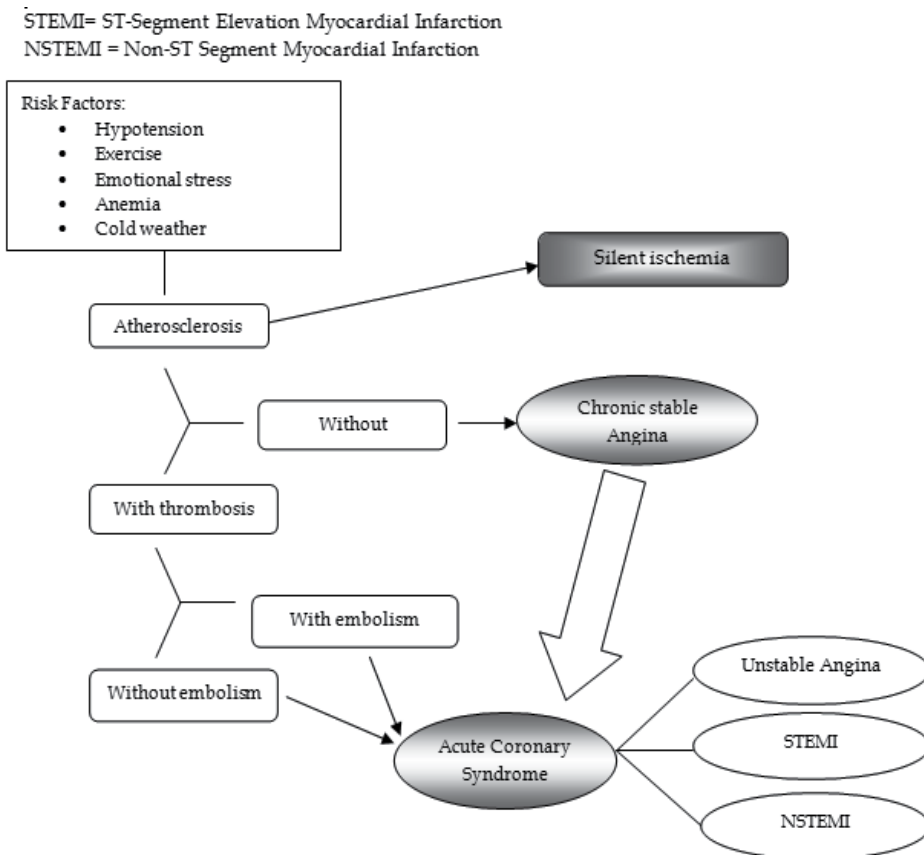 STEMI= ST-Segment Elevation Myocardial Infarction
NSTEMI = Non-ST Segment Myocardial Infarction
Risk Factors:
• Hypotension
• Exercise
• Emotional stress
• Anemia
• Cold weather
Silent ischemia
Atherosclerosis
Without
Chronic stable
Angina
With thrombosis
With embolism
Without embolism
Acute Coronary
Syndrome
Unstable Angina
STEMI
NSTEMI